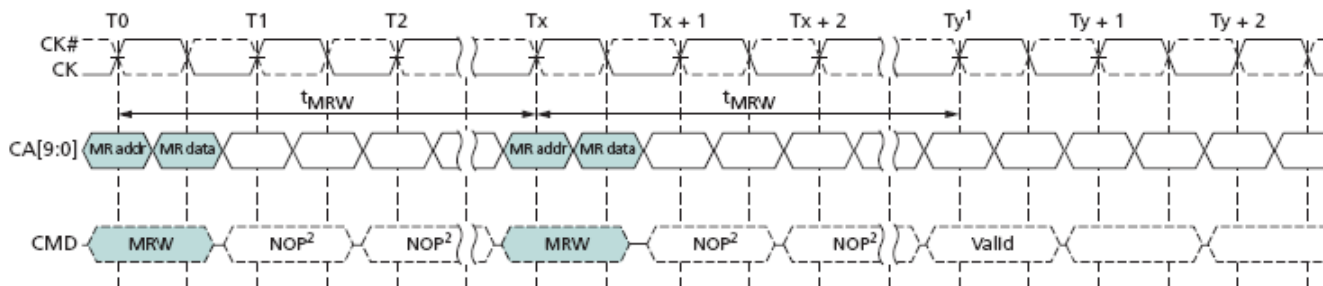 T0 T1 T2 Tx Tx + 1 Tx + 2 Ty¹ Ty + 1 Ty + 2
CK#
CK
tMRW tMRW
CA[9:0] MR addr MR data MR addr MR data
CMD MRW NOP² NOP² MRW NOP² NOP² Valid